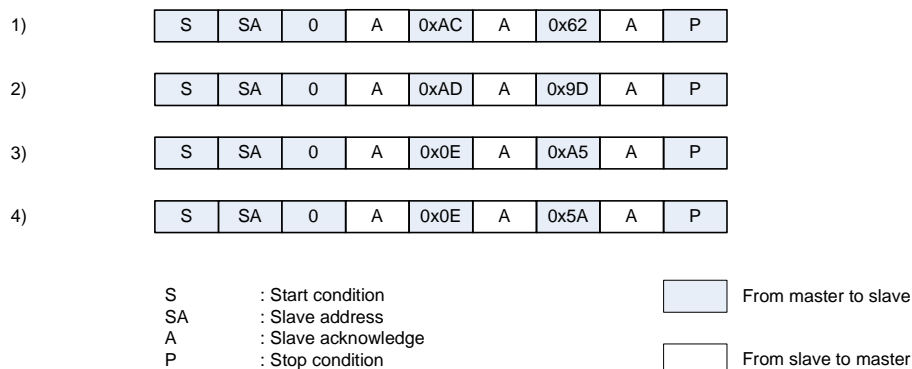 1) S SA 0 A 0xAC A 0x62 A P
2) S SA 0 A 0xAD A 0x9D A P
3) S SA 0 A 0x0E A 0xA5 A P
4) S SA 0 A 0x0E A 0x5A A P
S : Start condition
SA : Slave address
A : Slave acknowledge
P : Stop condition
From master to slave
From slave to master